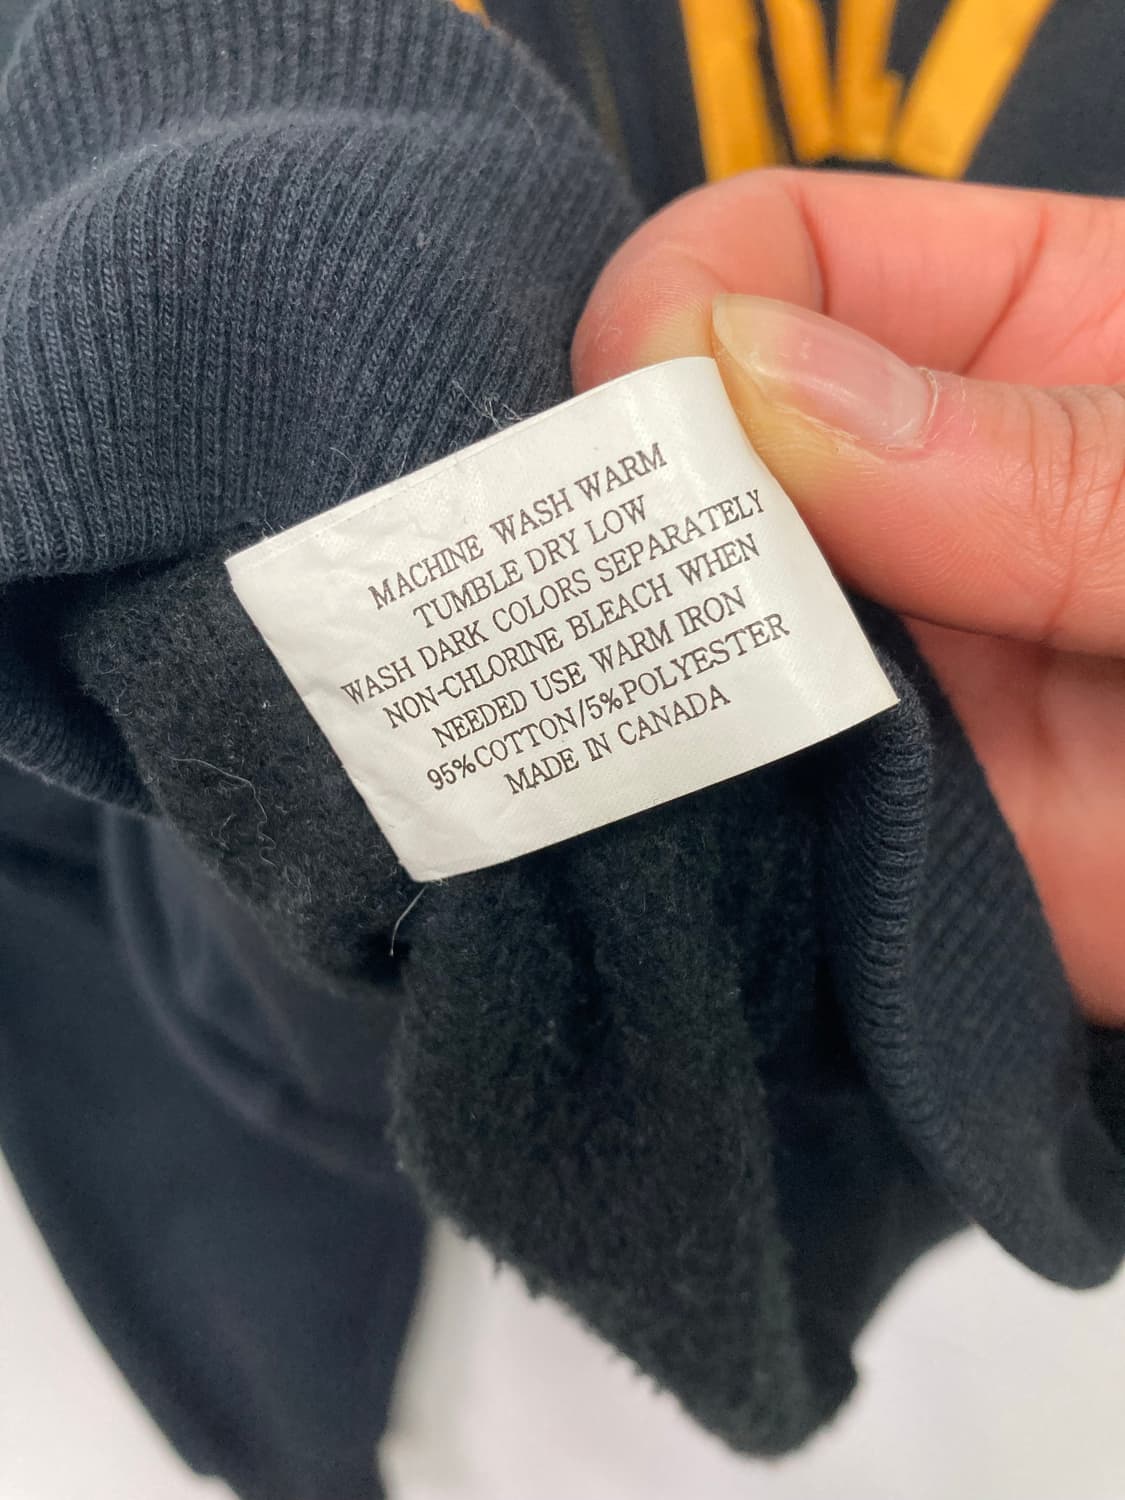 MACHINE WASH WARM
TUMBLE DRY LOW
WASH DARK COLORS SEPARATELY
NON-CHLORINE BLEACH WHEN
NEEDED USE WARM IRON
95%COTTON/5%POLYESTER
MADE IN CANADA